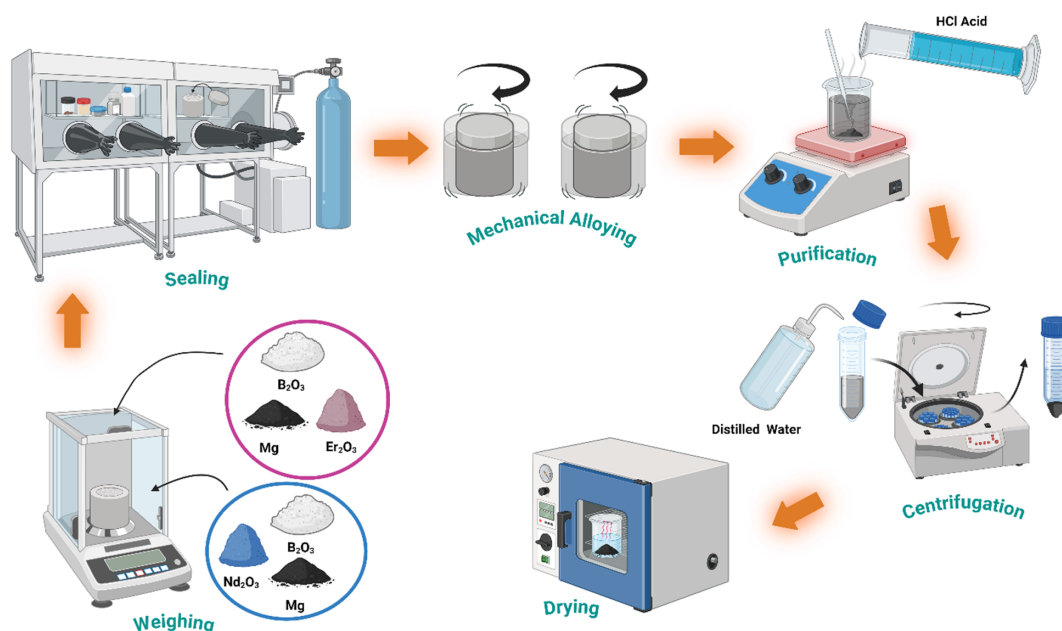 HCl Acid
Sealing
Mechanical Alloying
Purification
B₂O₃
Mg
Er₂O₃
Distilled Water
B₂O₃
Nd₂O₃
Mg
Centrifugation
Drying
Weighing